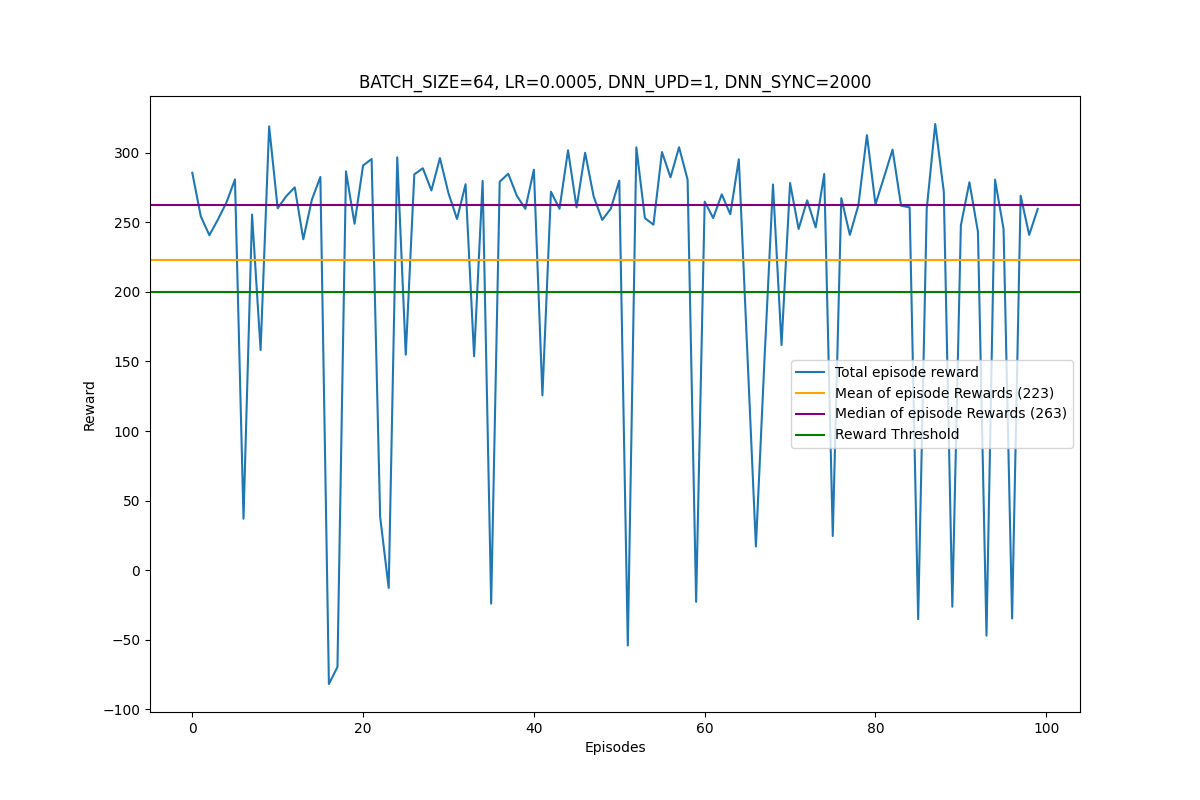 BATCH_SIZE=64, LR=0.0005, DNN_UPD=1, DNN_SYNC=2000
300
250
200
150
100
50
0
−50
−100
Reward
Total episode reward
Mean of episode Rewards (223)
Median of episode Rewards (263)
Reward Threshold
0 20 40 60 80 100
Episodes